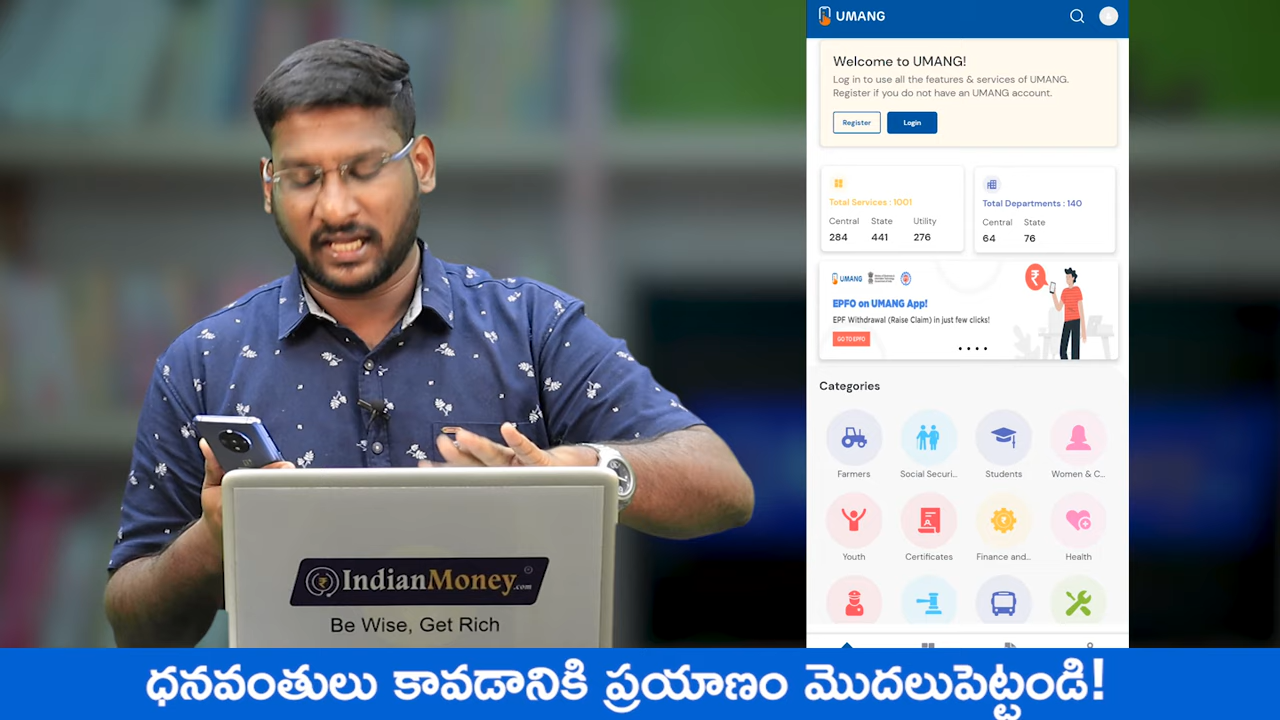 UMANG
Welcome to UMANG!
Log in to use all the features & services of UMANG.
Register if you do not have an UMANG account.
Register
Login
Total Services : 1001
Central State Utility
284 441 276
Total Departments : 140
Central State
64 76
UMANG
EPFO on UMANG App!
EPF Withdrawal (Raise Claim) in just few clicks!
GO TO EPFO
Categories
Farmers
Social Securi...
Students
Women & C...
Youth
Certificates
Finance and...
Health
IndianMoney.com
Be Wise, Get Rich
ధనవంతులు కావడానికి ప్రయాణం మొదలుపెట్టండి!